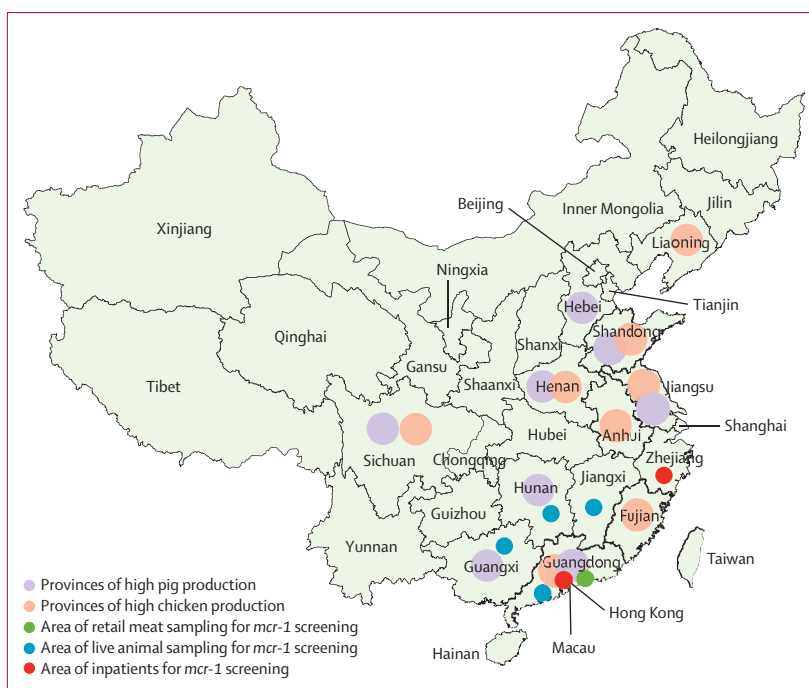 Heilongjiang
Jilin
Beijing
Inner Mongolia
Xinjiang
Liaoning
Ningxia
Hebei
Tianjin
Qinghai
Shandong
Shanxi
Gansu
Tibet
Shaanxi
Henan
Jiangsu
Shanghai
Anhui
Hubei
Sichuan
Chongqing
Zhejiang
Hunan
Jiangxi
Guizhou
Fujian
Yunnan
Guangxi
Guangdong
Taiwan
Hong Kong
Macau
Hainan
Provinces of high pig production
Provinces of high chicken production
Area of retail meat sampling for mcr-1 screening
Area of live animal sampling for mcr-1 screening
Area of inpatients for mcr-1 screening